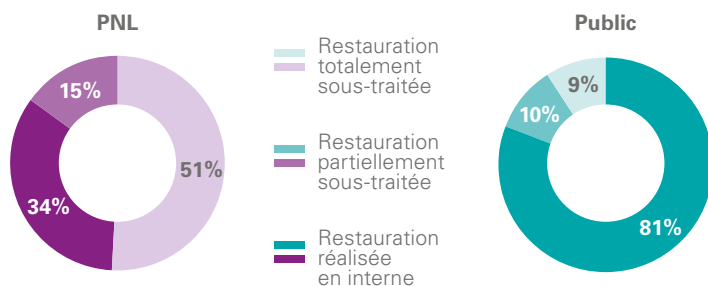 PNL
15%
51%
34%
Restauration
totalement
sous-traitée
Restauration
partiellement
sous-traitée
Restauration
réalisée
en interne
Public
9%
10%
81%